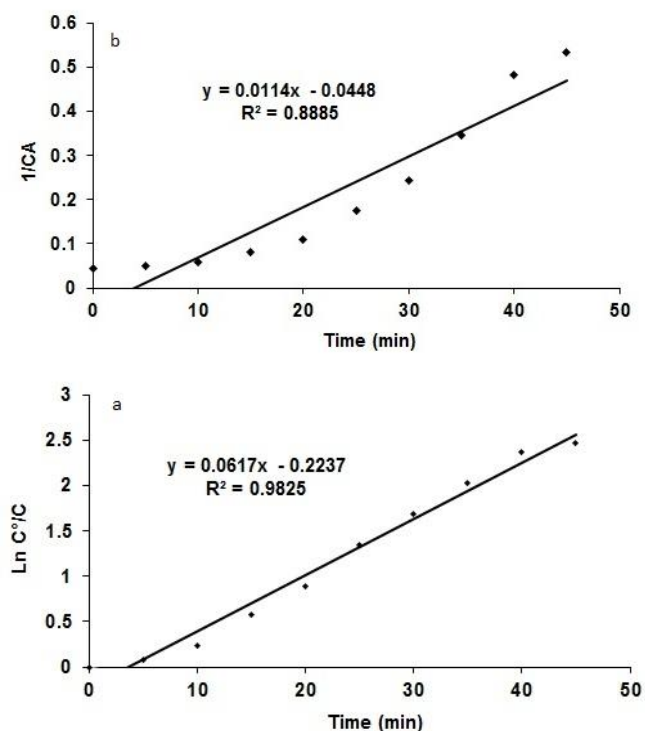 b
0.6
0.5
0.4
0.3
0.2
0.1
0
1/CA
y = 0.0114x - 0.0448
R² = 0.8885
0 10 20 30 40 50
Time (min)
a
3
2.5
2
1.5
1
0.5
0
Ln C°/C
y = 0.0617x - 0.2237
R² = 0.9825
0 10 20 30 40 50
Time (min)